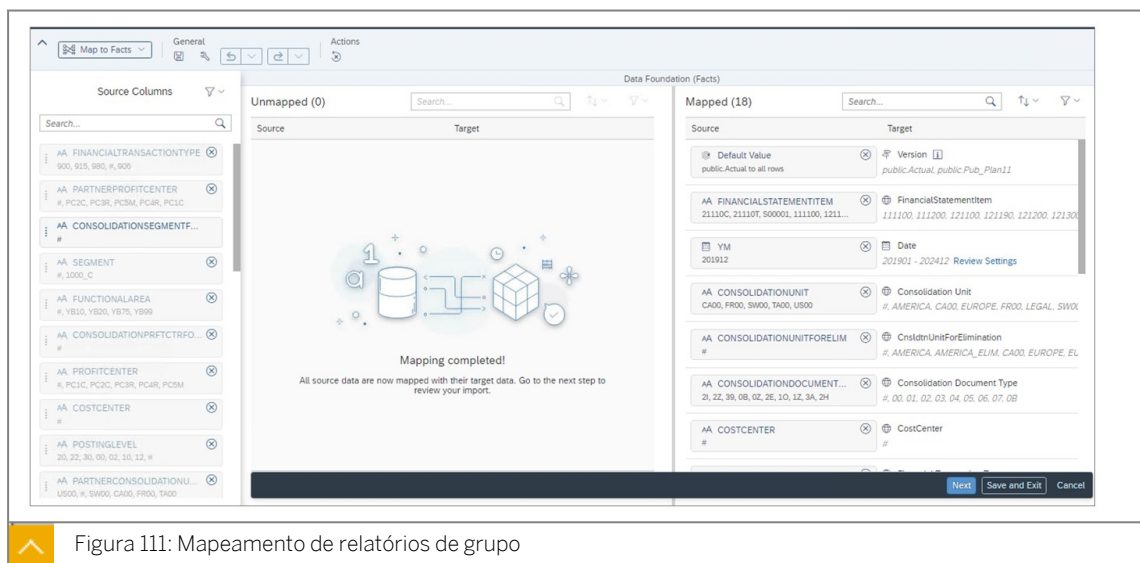 Map to Facts
General
Actions
Data Foundation (Facts)
Source Columns
Search...
AA FINANCIALTRANSACTIONTYPE
900, 915, 980, #, 906
AA PARTNERPROFITCENTER
#, PC2C, PC3R, PC5M, PC4R, PC1C
AA CONSOLIDATIONSEGMENTF...
#
AA SEGMENT
#, 1000_C
AA FUNCTIONALAREA
#, YB10, YB20, YB75, YB99
AA CONSOLIDATIONPRFTCTRFO...
#
AA PROFITCENTER
#, PC1C, PC2C, PC3R, PC4R, PC5M
AA COSTCENTER
#
AA POSTINGLEVEL
20, 22, 30, 00, 02, 10, 12, #
AA PARTNERCONSOLIDATIONU...
US00, #, SW00, CA00, FR00, TA00
Unmapped (0)
Search...
Source Target
1
a
Mapping completed!
All source data are now mapped with their target data. Go to the next step to
review your import.
Mapped (18)
Search...
Source Target
Default Value
public.Actual to all rows
Version i
public.Actual, public.Pub_Plan11
AA FINANCIALSTATEMENTITEM
21110C, 21110T, S00001, 111100, 1211...
FinancialStatementItem
111100, 111200, 121100, 121190, 121200, 121300
YM
201912
Date
201901 - 202412 Review Settings
AA CONSOLIDATIONUNIT
CA00, FR00, SW00, TA00, US00
Consolidation Unit
#, AMERICA, CA00, EUROPE, FR00, LEGAL, SW00
AA CONSOLIDATIONUNITFORELIM
#
CnsldtnUnitForElimination
#, AMERICA, AMERICA_ELIM, CA00, EUROPE, EU
AA CONSOLIDATIONDOCUMENT...
2I, 2Z, 39, 0B, 0Z, 2E, 1O, 1Z, 3A, 2H
Consolidation Document Type
#, 00, 01, 02, 03, 04, 05, 06, 07, 0B
AA COSTCENTER
#
CostCenter
#
Next Save and Exit Cancel
Figura 111: Mapeamento de relatórios de grupo